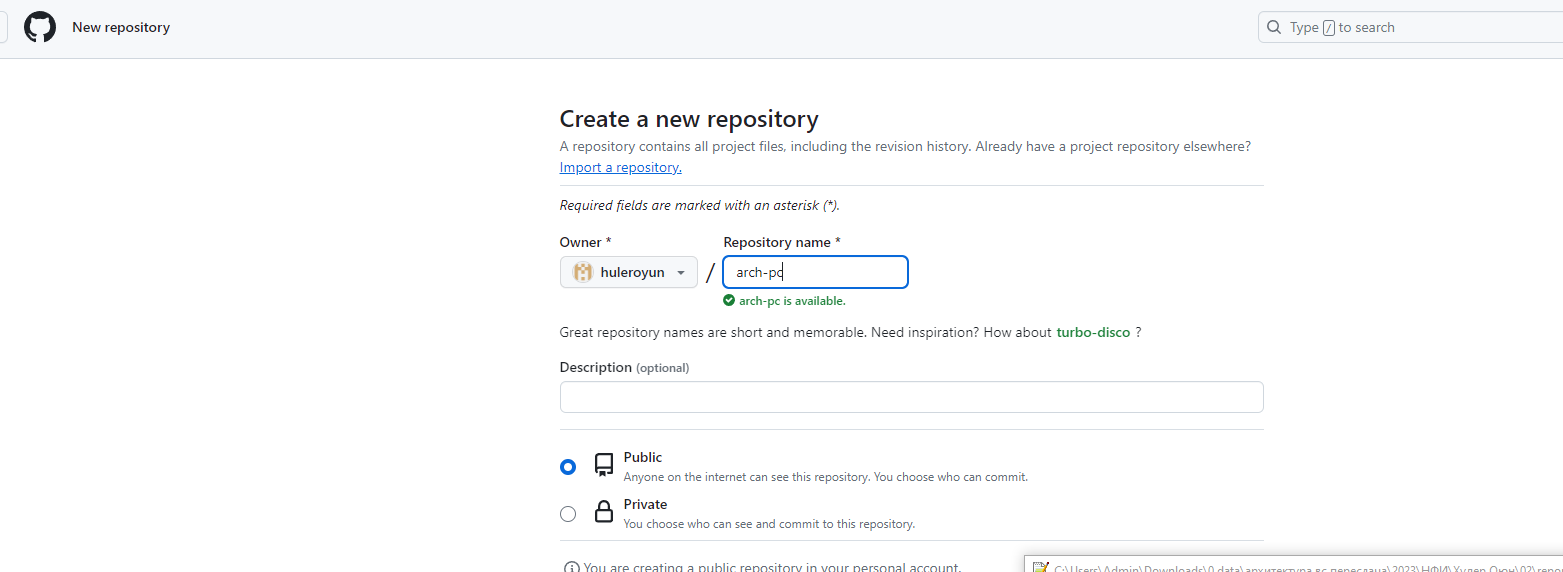 New repository
Type / to search
Create a new repository
A repository contains all project files, including the revision history. Already have a project repository elsewhere?
Import a repository.
Required fields are marked with an asterisk (*).
Owner * Repository name *
huleroyun / arch-pc
arch-pc is available.
Great repository names are short and memorable. Need inspiration? How about turbo-disco ?
Description (optional)
Public
Anyone on the internet can see this repository. You choose who can commit.
Private
You choose who can see and commit to this repository.
You are creating a public repository in your personal account.
C:\Users\Admin\Downloads\0 data\архитектура вс пересдача\2023\НФИ\Хулер Оюн\02\repo